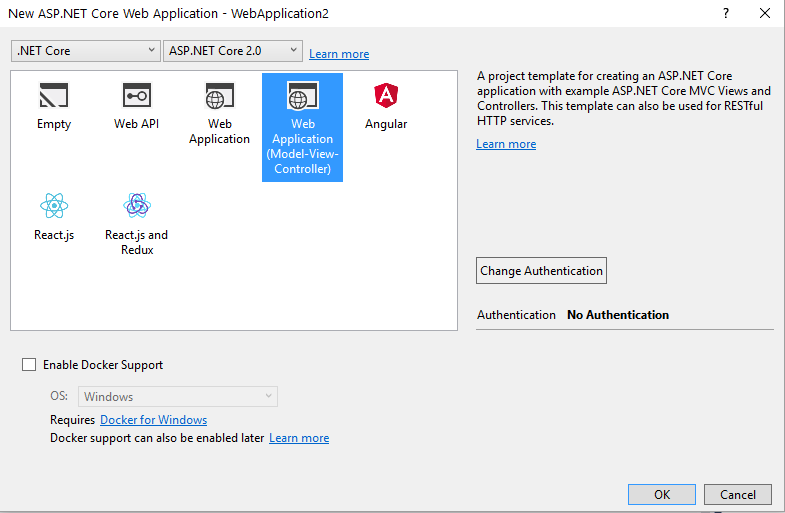 New ASP.NET Core Web Application - WebApplication2
? 
.NET Core
ASP.NET Core 2.0
Learn more
Empty
Web API
Web
Application
Web
Application
(Model-View-
Controller)
Angular
React.js
React.js and
Redux
A project template for creating an ASP.NET Core
application with example ASP.NET Core MVC Views and
Controllers. This template can also be used for RESTful
HTTP services.
Learn more
Change Authentication
Authentication No Authentication
Enable Docker Support
OS: Windows
Requires Docker for Windows
Docker support can also be enabled later Learn more
OK
Cancel